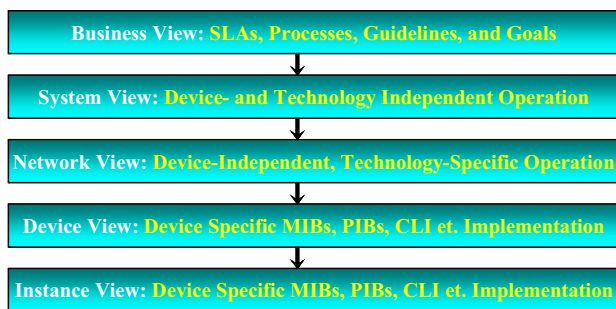 Business View: SLAs, Processes, Guidelines, and Goals
System View: Device- and Technology Independent Operation
Network View: Device-Independent, Technology-Specific Operation
Device View: Device Specific MIBs, PIBs, CLI et. Implementation
Instance View: Device Specific MIBs, PIBs, CLI et. Implementation